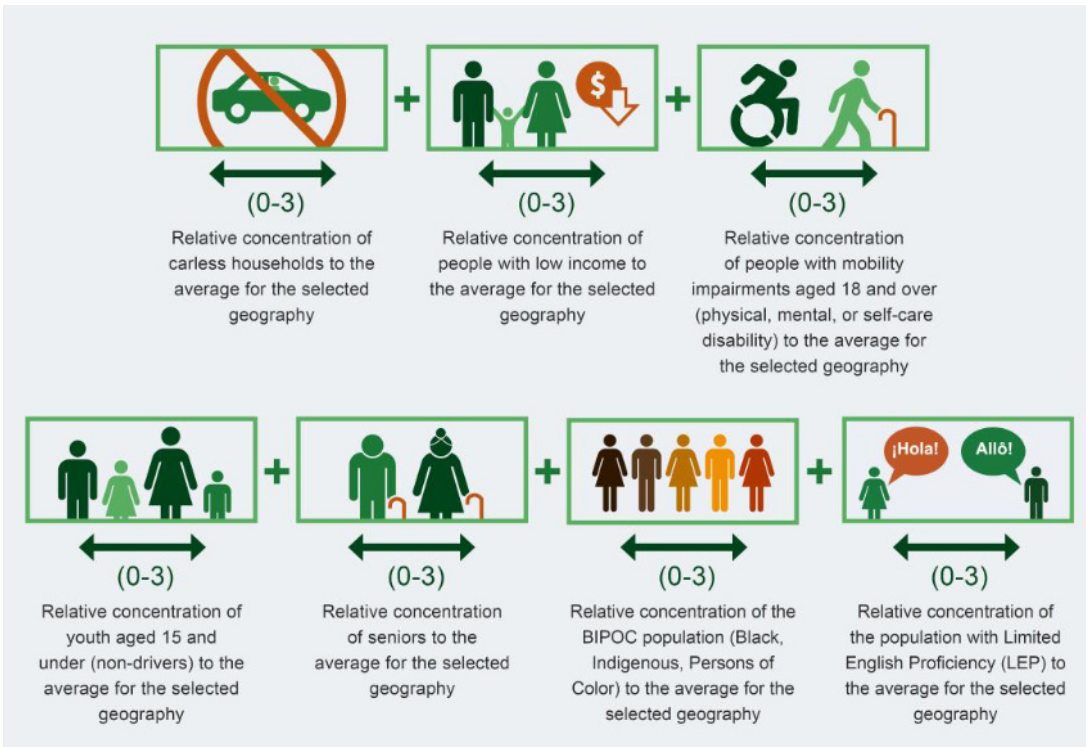 $
(0-3)
Relative concentration of
carless households to the
average for the selected
geography
(0-3)
Relative concentration of
people with low income to
the average for the selected
geography
(0-3)
Relative concentration
of people with mobility
impairments aged 18 and over
(physical, mental, or self-care
disability) to the average for
the selected geography
(0-3)
Relative concentration of
youth aged 15 and
under (non-drivers) to the
average for the selected
geography
(0-3)
Relative concentration
of seniors to the
average for the selected
geography
(0-3)
Relative concentration of the
BIPOC population (Black,
Indigenous, Persons of
Color) to the average for the
selected geography
¡Hola!
Allô!
(0-3)
Relative concentration of
the population with Limited
English Proficiency (LEP) to
the average for the selected
geography